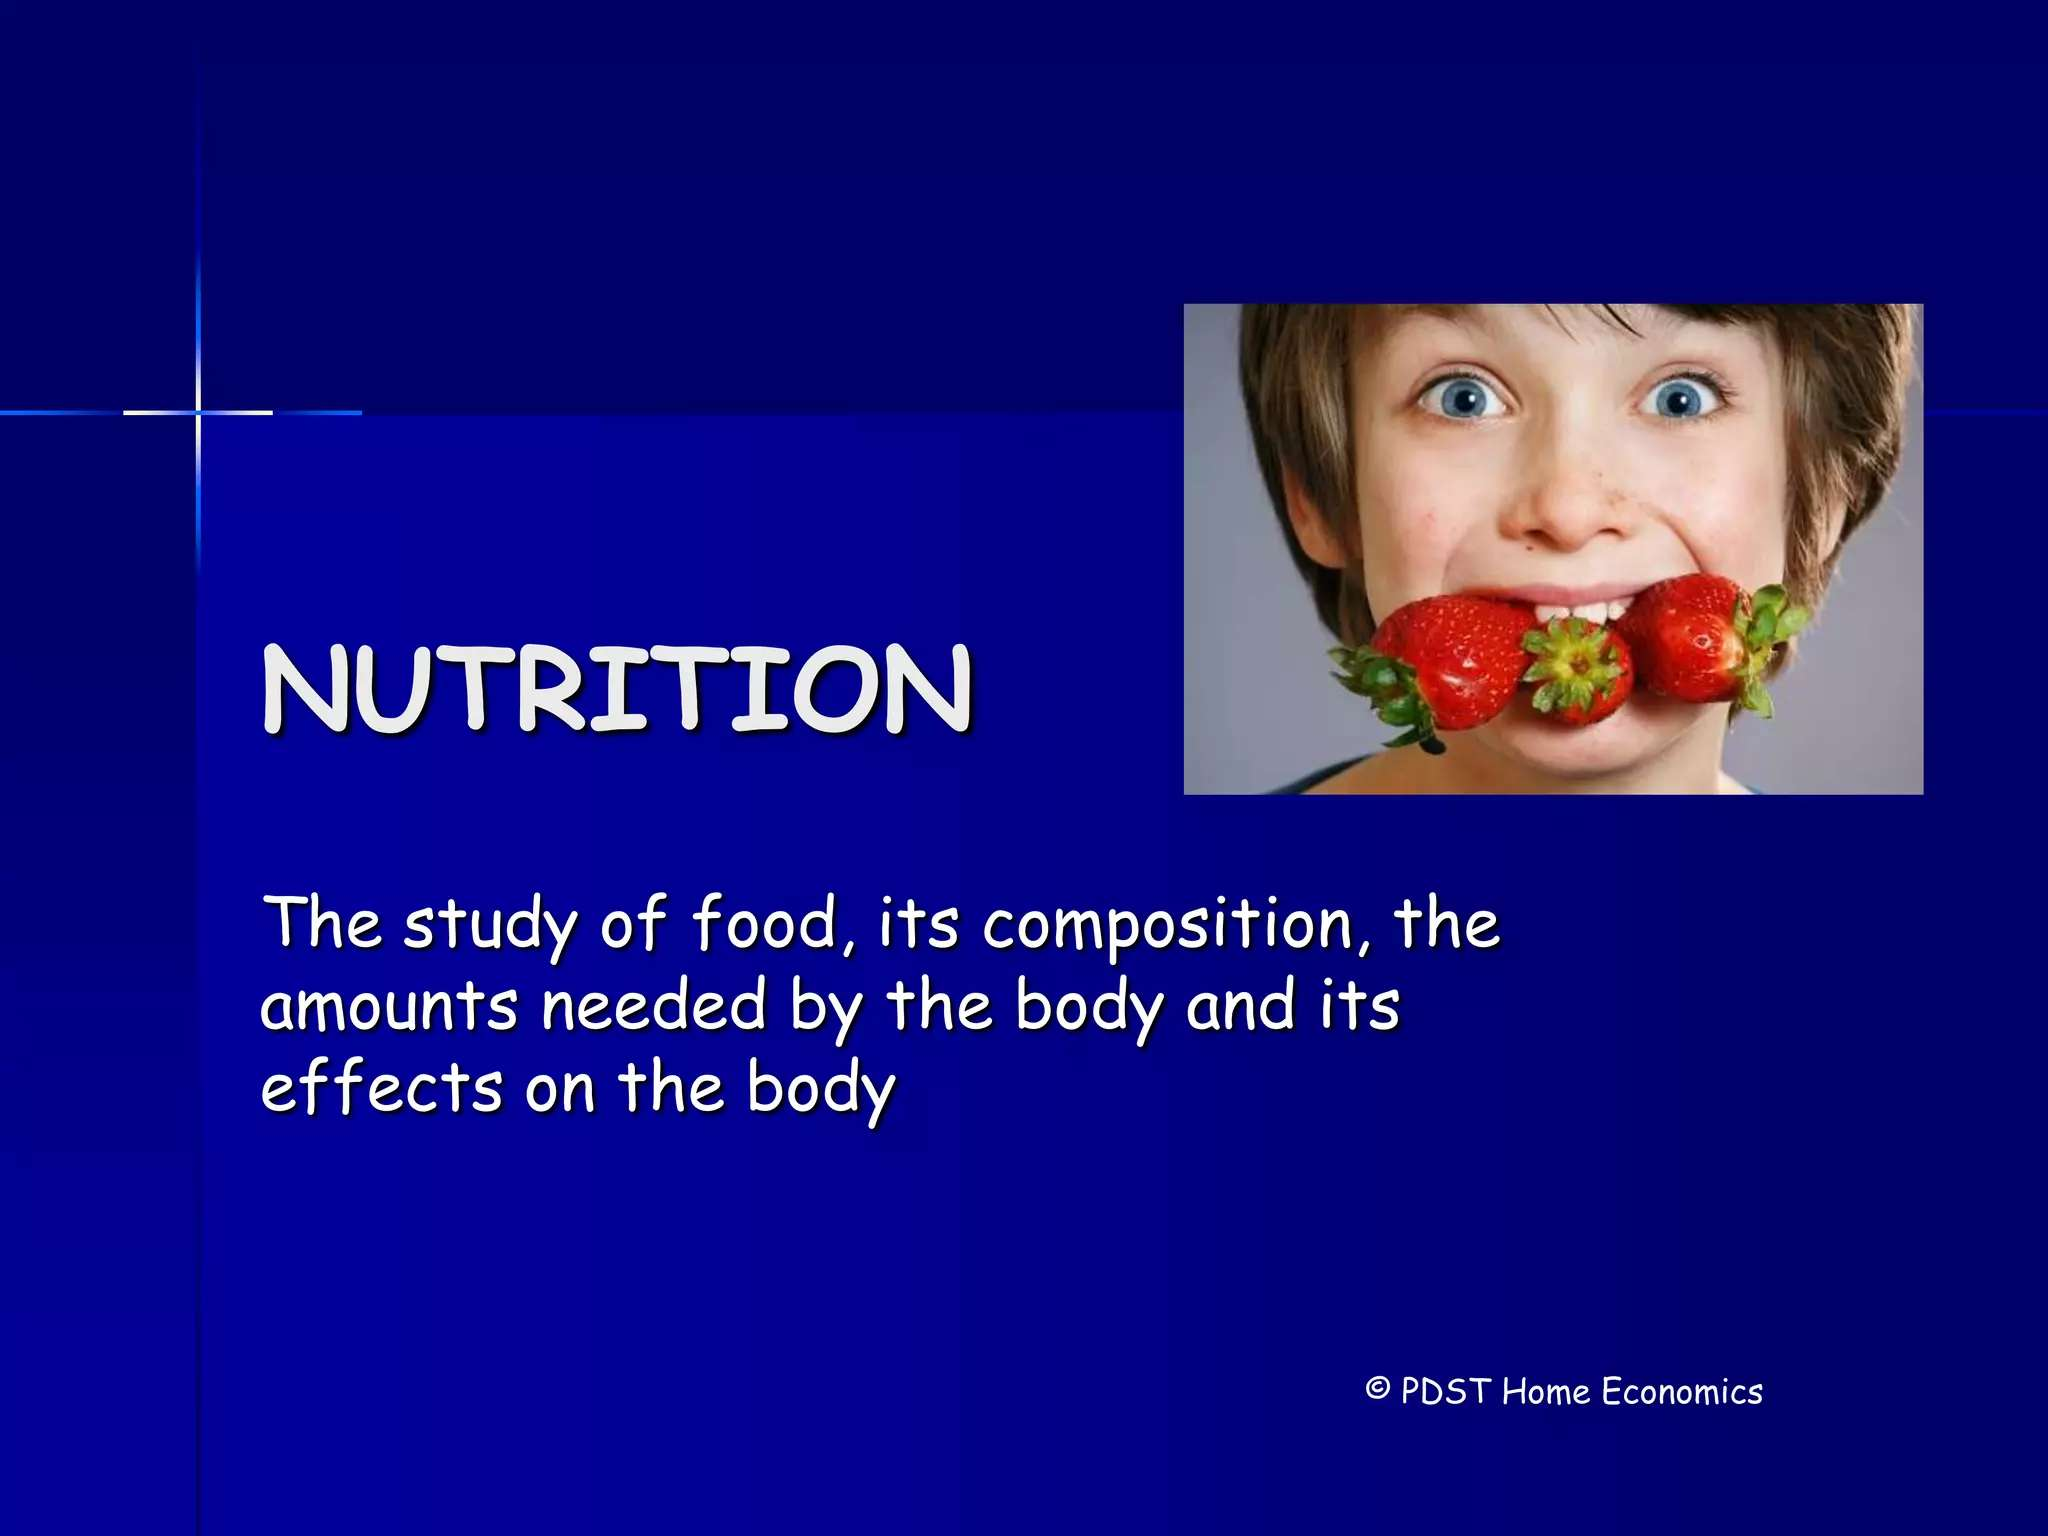 NUTRITION
The study of food, its composition, the
amounts needed by the body and its
effects on the body
© PDST Home Economics